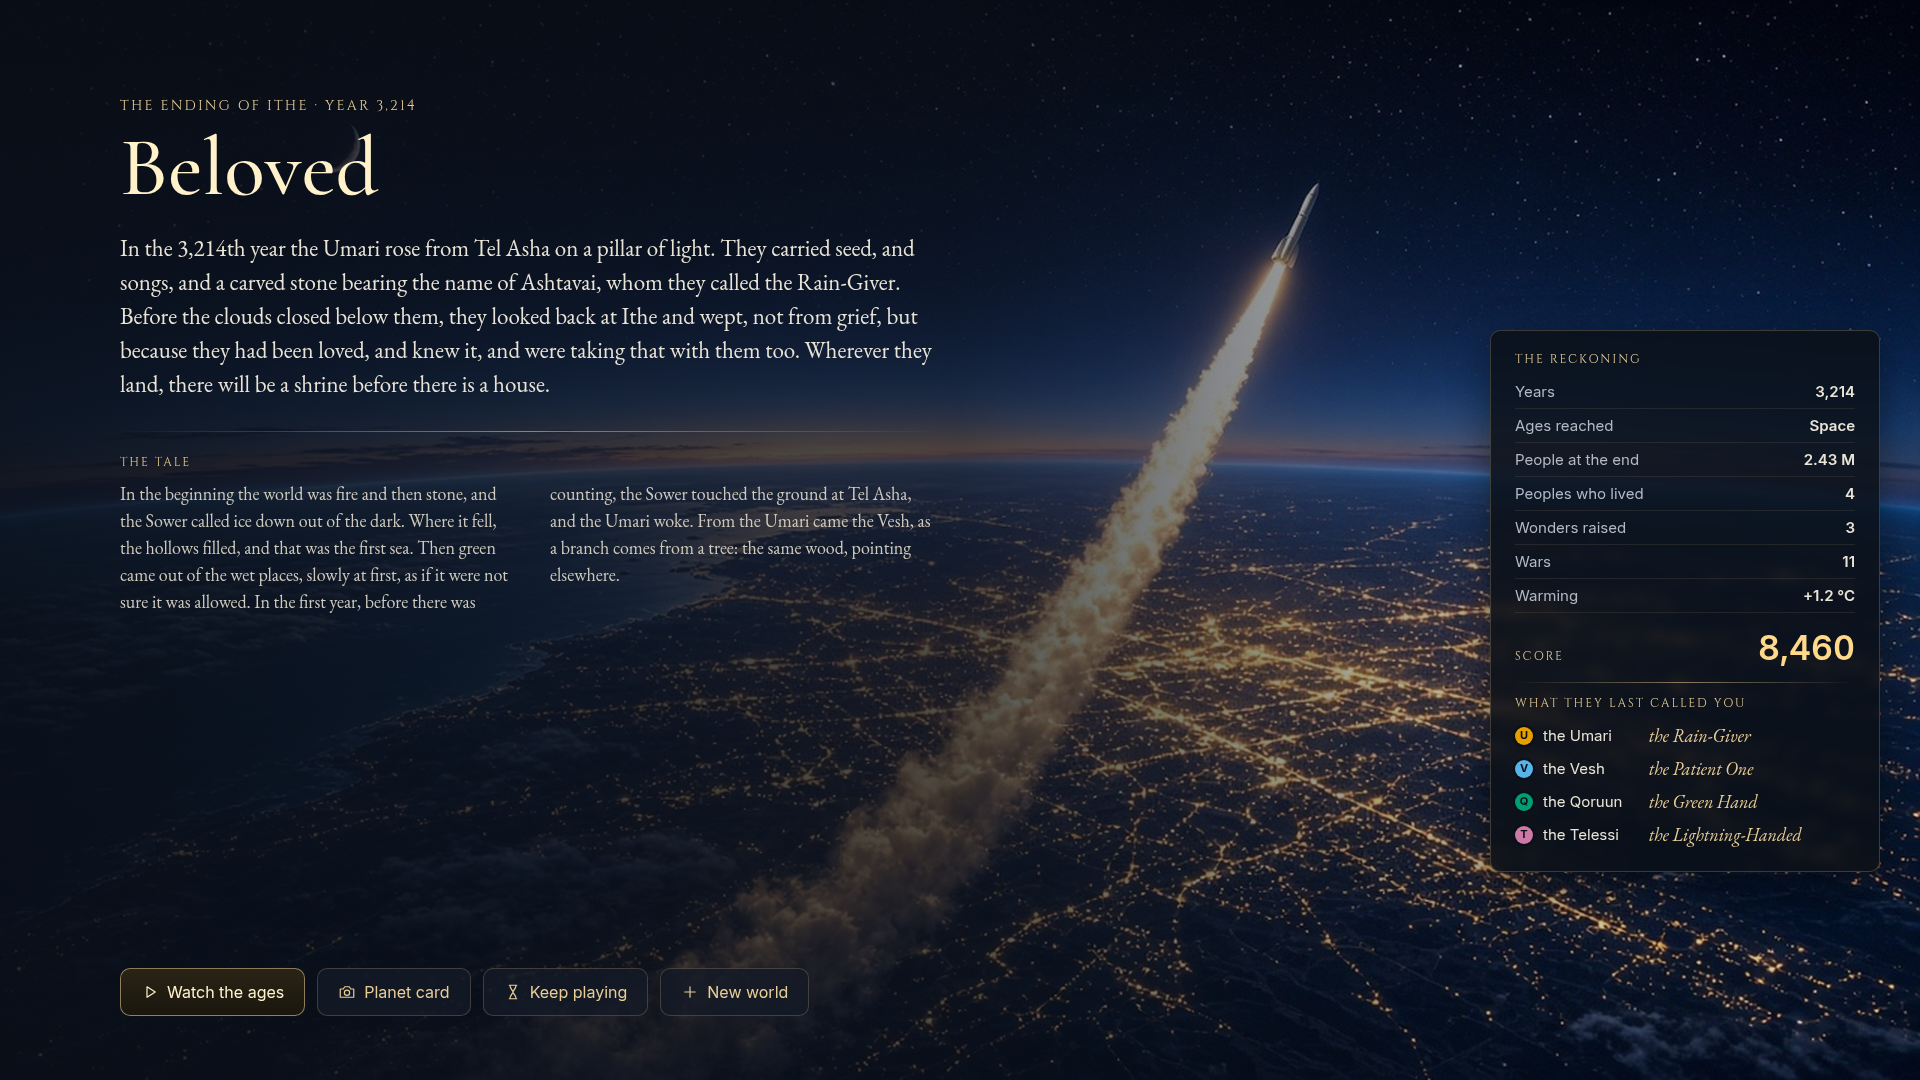 THE ENDING OF ITHE · YEAR 3,214
Beloved
In the 3,214th year the Umari rose from Tel Asha on a pillar of light. They carried seed, and
songs, and a carved stone bearing the name of Ashtavai, whom they called the Rain-Giver.
Before the clouds closed below them, they looked back at Ithe and wept, not from grief, but
because they had been loved, and knew it, and were taking that with them too. Wherever they
land, there will be a shrine before there is a house.
THE TALE
In the beginning the world was fire and then stone, and
the Sower called ice down out of the dark. Where it fell,
the hollows filled, and that was the first sea. Then green
came out of the wet places, slowly at first, as if it were not
sure it was allowed. In the first year, before there was
counting, the Sower touched the ground at Tel Asha,
and the Umari woke. From the Umari came the Vesh, as
a branch comes from a tree: the same wood, pointing
elsewhere.
THE RECKONING
Years 3,214
Ages reached Space
People at the end 2.43 M
Peoples who lived 4
Wonders raised 3
Wars 11
Warming +1.2 °C
SCORE 8,460
WHAT THEY LAST CALLED YOU
U the Umari the Rain-Giver
V the Vesh the Patient One
Q the Qoruun the Green Hand
T the Telessi the Lightning-Handed
Watch the ages
Planet card
Keep playing
New world